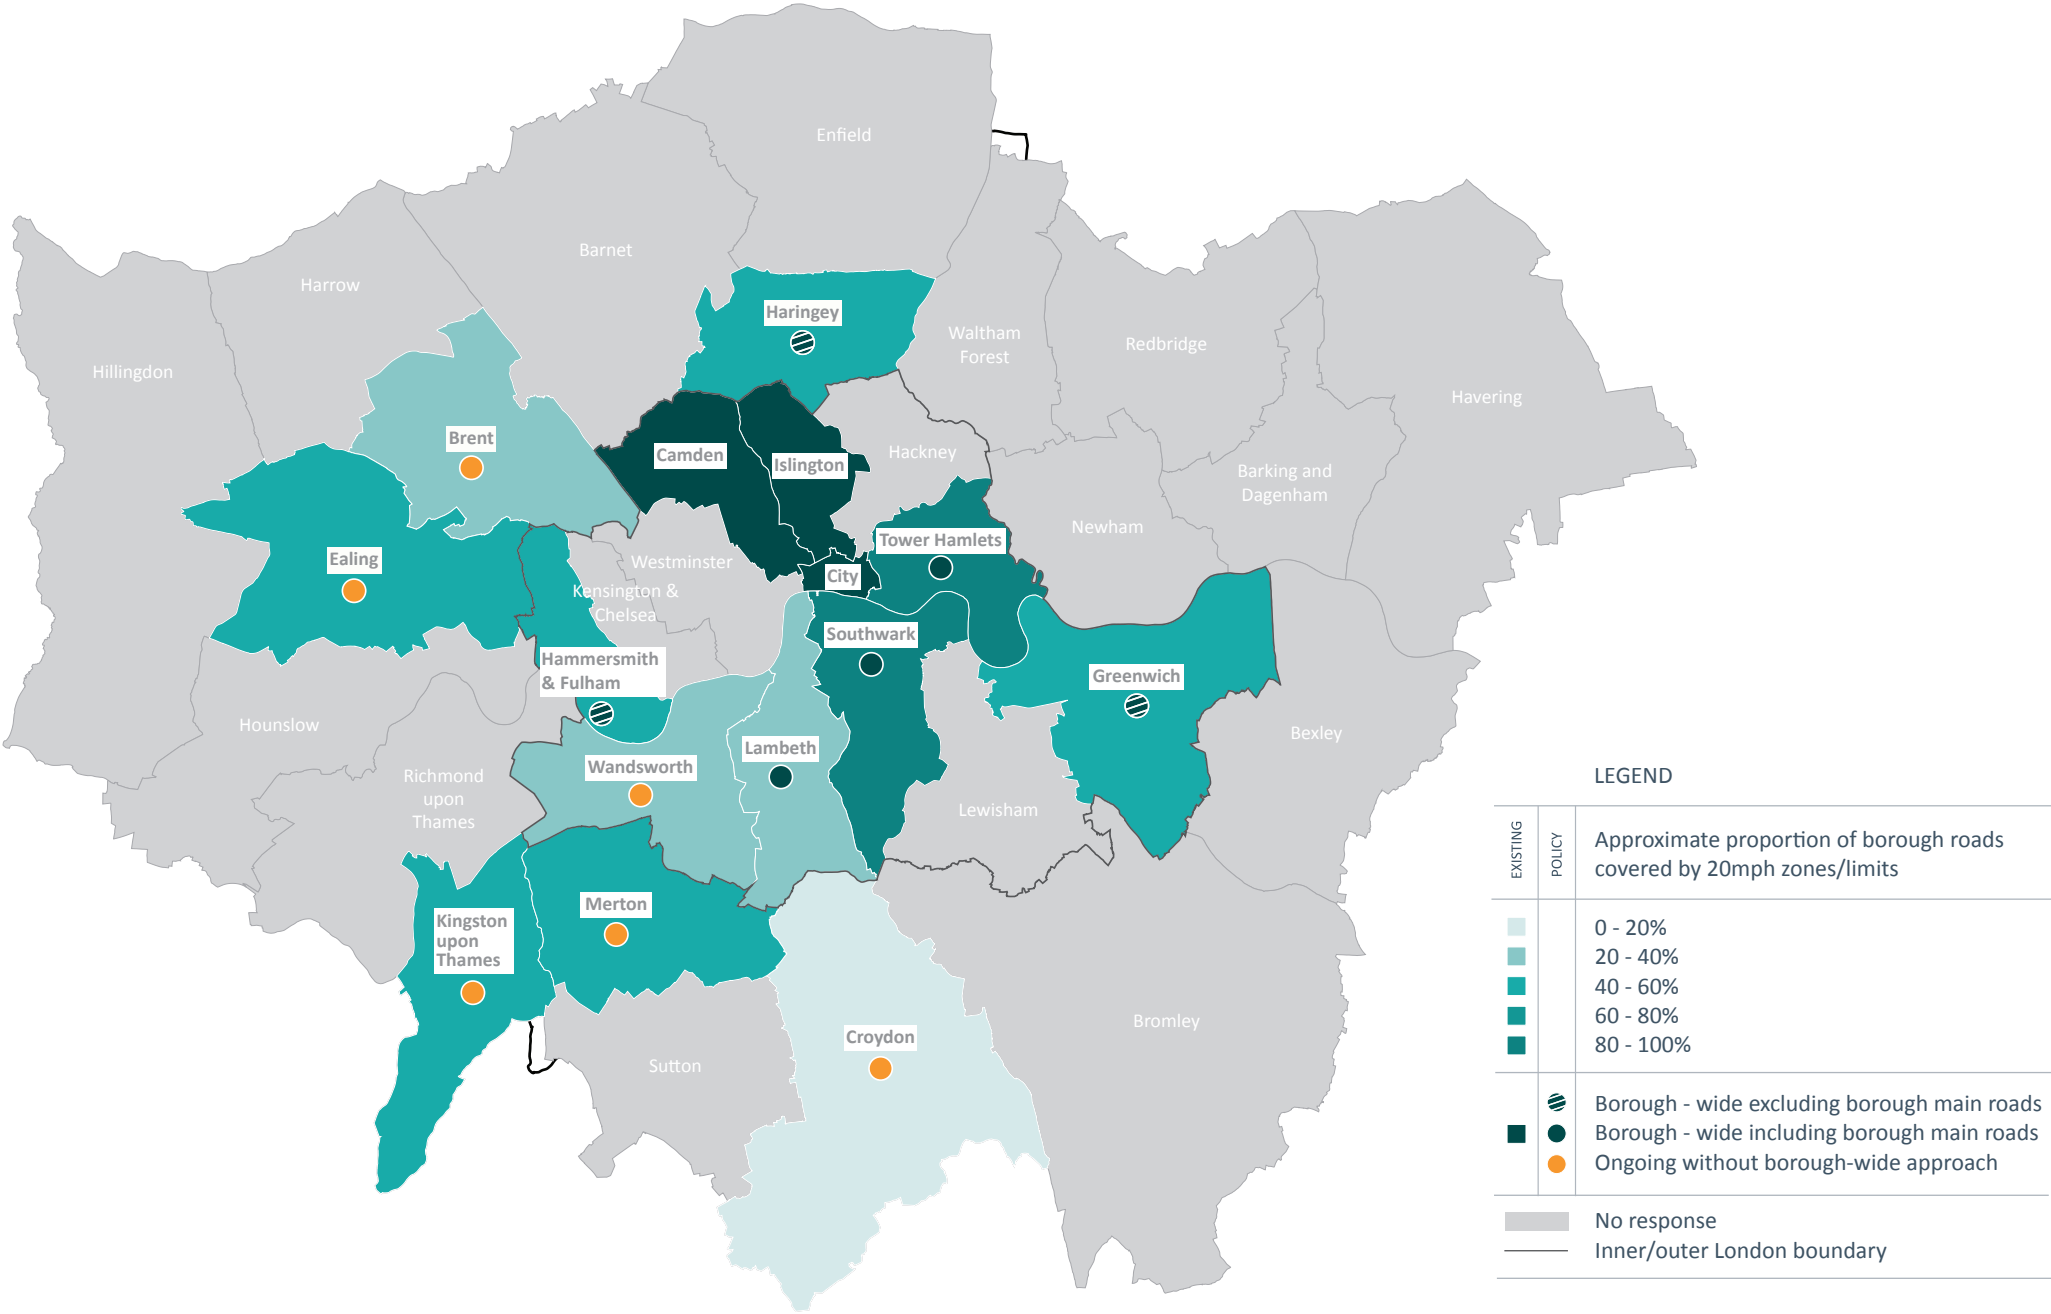 Enfield
Barnet
Harrow
Haringey
Waltham
Forest
Redbridge
Hillingdon
Havering
Brent
Camden
Islington
Hackney
Barking and
Dagenham
Newham
Tower Hamlets
Ealing
Westminster
City
Kensington &
Chelsea
Southwark
Hammersmith
& Fulham
Greenwich
Hounslow
Bexley
Lambeth
Wandsworth
Richmond
upon
Thames
Lewisham
Merton
Kingston
upon
Thames
Bromley
Croydon
Sutton
LEGEND
EXISTING
POLICY
Approximate proportion of borough roads
covered by 20mph zones/limits
0 - 20%
20 - 40%
40 - 60%
60 - 80%
80 - 100%
Borough - wide excluding borough main roads
Borough - wide including borough main roads
Ongoing without borough-wide approach
No response
Inner/outer London boundary